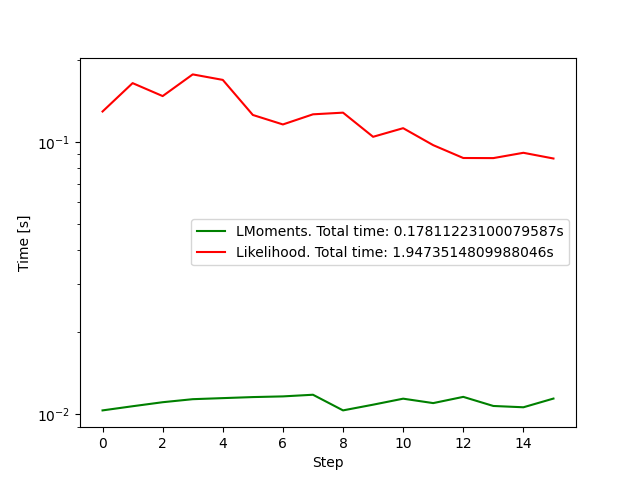 10⁻¹
10⁻²
Time [s]
LMoments. Total time: 0.17811223100079587s
Likelihood. Total time: 1.9473514809988046s
0 2 4 6 8 10 12 14
Step